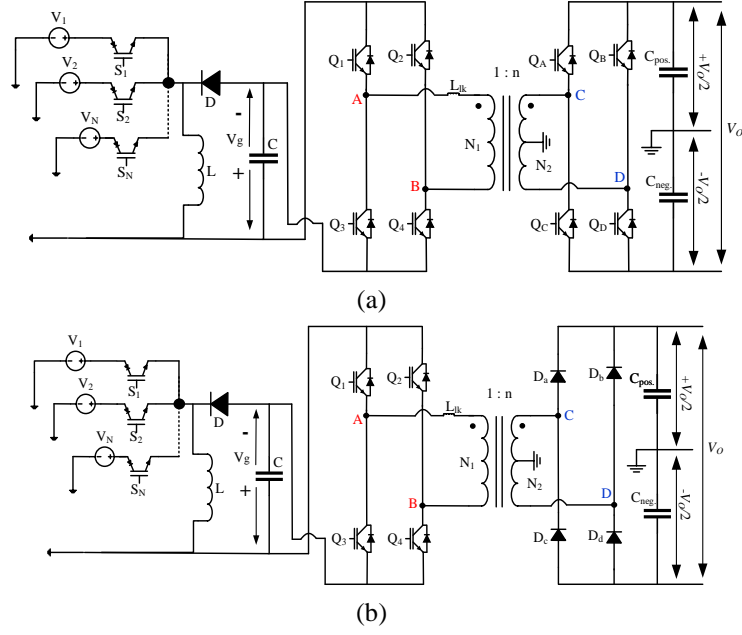 V1
S1
V2
S2
VN
SN
D
-
Vg
+
C
L
Q1
Q2
A
Llk
1 : n
N1
N2
B
Q3
Q4
QA
QB
C
D
QC
QD
Cpos.
Cneg.
+VO/2
-VO/2
VO
(a)
V1
S1
V2
S2
VN
SN
D
-
Vg
+
C
L
Q1
Q2
A
Llk
1 : n
N1
N2
B
Q3
Q4
Da
Db
C
D
Dc
Dd
Cpos.
Cneg.
+VO/2
-VO/2
VO
(b)